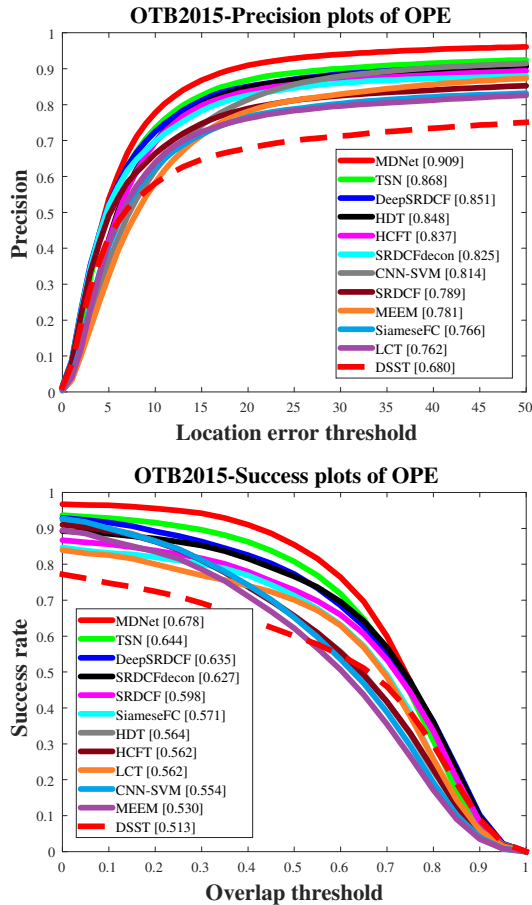 OTB2015-Precision plots of OPE
1
0.9
0.8
0.7
0.6
0.5
0.4
0.3
0.2
0.1
0
Precision
MDNet [0.909]
TSN [0.868]
DeepSRDCF [0.851]
HDT [0.848]
HCFT [0.837]
SRDCFdecon [0.825]
CNN-SVM [0.814]
SRDCF [0.789]
MEEM [0.781]
SiameseFC [0.766]
LCT [0.762]
DSST [0.680]
0 5 10 15 20 25 30 35 40 45 50
Location error threshold
OTB2015-Success plots of OPE
1
0.9
0.8
0.7
0.6
0.5
0.4
0.3
0.2
0.1
0
Success rate
MDNet [0.678]
TSN [0.644]
DeepSRDCF [0.635]
SRDCFdecon [0.627]
SRDCF [0.598]
SiameseFC [0.571]
HDT [0.564]
HCFT [0.562]
LCT [0.562]
CNN-SVM [0.554]
MEEM [0.530]
DSST [0.513]
0 0.1 0.2 0.3 0.4 0.5 0.6 0.7 0.8 0.9 1
Overlap threshold